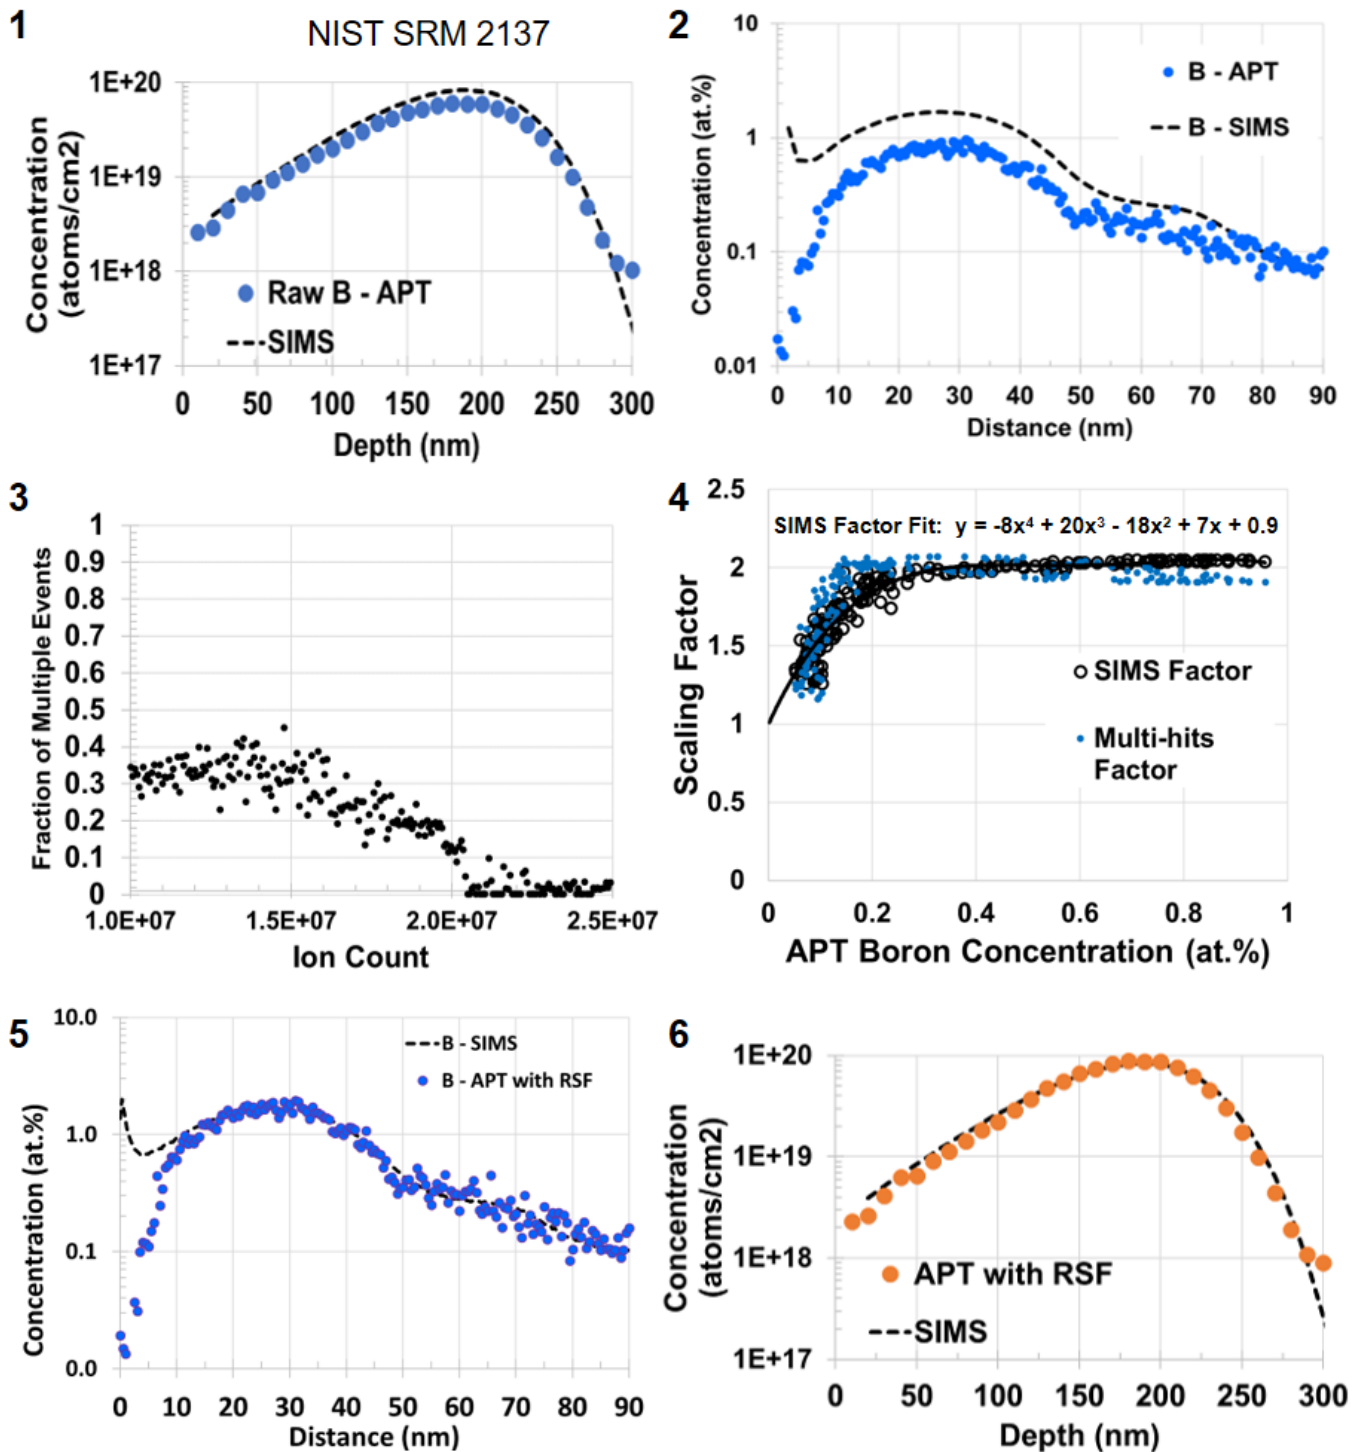 1
NIST SRM 2137
1E+20
1E+19
1E+18
1E+17
Concentration
(atoms/cm2)
Raw B - APT
SIMS
0 50 100 150 200 250 300
Depth (nm)
2
10
1
0.1
0.01
Concentration (at.%)
B - APT
B - SIMS
0 10 20 30 40 50 60 70 80 90
Distance (nm)
3
1
0.9
0.8
0.7
0.6
0.5
0.4
0.3
0.2
0.1
0
Fraction of Multiple Events
1.0E+07 1.5E+07 2.0E+07 2.5E+07
Ion Count
4
2.5
2
1.5
1
0.5
0
Scaling Factor
SIMS Factor Fit: y = -8x⁴ + 20x³ - 18x² + 7x + 0.9
SIMS Factor
Multi-hits
Factor
0 0.2 0.4 0.6 0.8 1
APT Boron Concentration (at.%)
5
10.0
1.0
0.1
0.0
Concentration (at.%)
B - SIMS
B - APT with RSF
0 10 20 30 40 50 60 70 80 90
Distance (nm)
6
1E+20
1E+19
1E+18
1E+17
Concentration
(atoms/cm2)
APT with RSF
SIMS
0 50 100 150 200 250 300
Depth (nm)